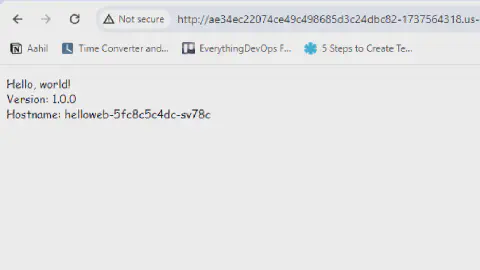 Not secure http://ae34ec22074ce49c498685d3c24dbc82-1737564318.us-
Aahil Time Converter and... EverythingDevOps F... 5 Steps to Create Te...
Hello, world!
Version: 1.0.0
Hostname: helloweb-5fc8c5c4dc-sv78c